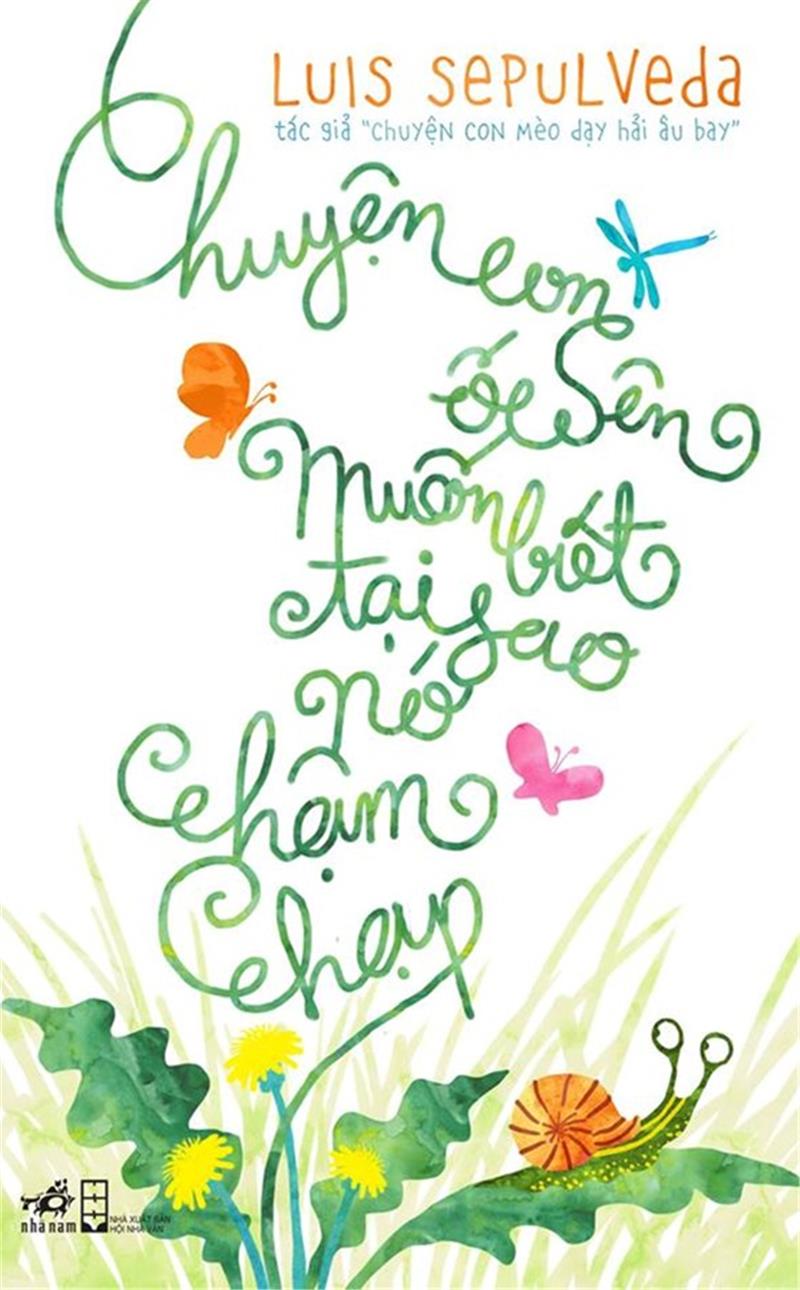 LUIS SEPULVEDA
tác giả "CHUYỆN CON MÈO DẠY HẢI ÂU BAY"
Chuyện con
ốc Sên
Muốn biết
tại sao
nó
Chậm
Chạp
nhã nam
NHÀ XUẤT BẢN
HỘI NHÀ VĂN